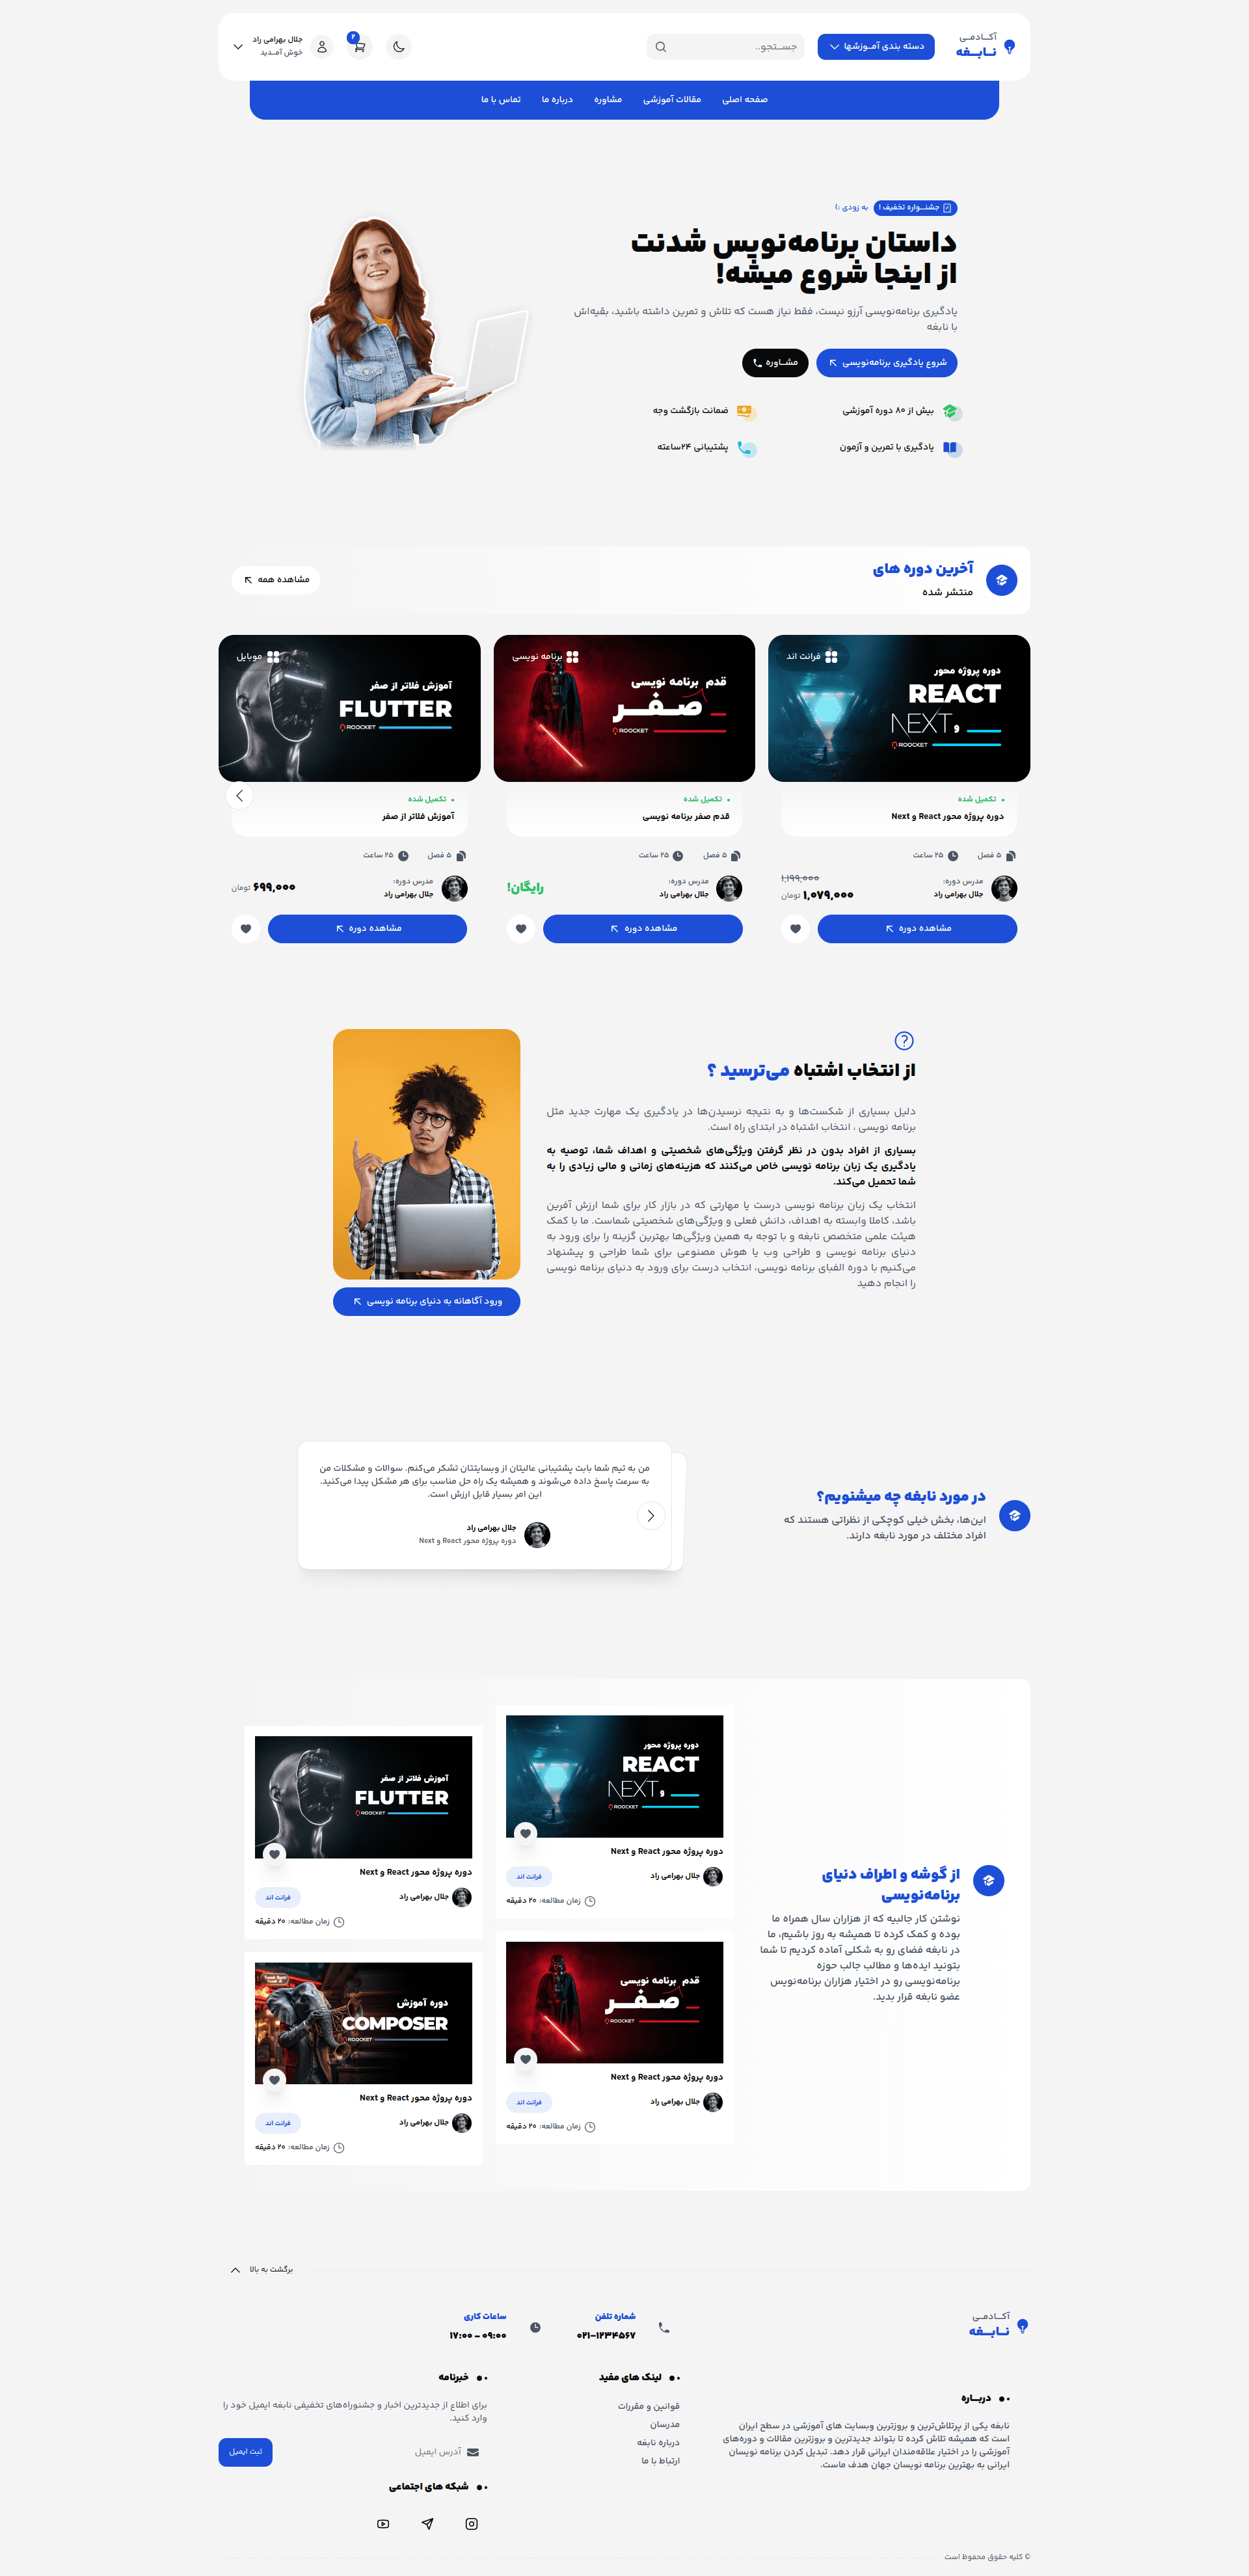 آکـــادمــی
نــابــغه
دسته بندی آمــوزشها
جســـتجو..
۲
جلال بهرامی راد
خوش آمــدید
صفحه اصلی
مقالات آموزشی
مشاوره
درباره ما
تماس با ما
جشنــــواره تخفیف !
به زودی :)
داستان برنامه‌نویس شدنت
از اینجا شروع میشه!
یادگیری برنامه‌نویسی آرزو نیست، فقط نیاز هست که تلاش و تمرین داشته باشید، بقیه‌اش
با نابغه
شروع یادگیری برنامه‌نویسی
مشــاوره
بیش از ۸۰ دوره آموزشی
ضمانت بازگشت وجه
یادگیری با تمرین و آزمون
پشتیبانی ۲۴ساعته
آخرین دوره های
منتشر شده
مشاهده همه
فرانت اند
دوره پروژه محور
REACT
و NEXT
ROOCKET
تکمیل شده
دوره پروژه محور React و Next
۵ فصل
۲۵ ساعت
مدرس دوره:
جلال بهرامی راد
۱,۱۹۹,۰۰۰
۱,۰۷۹,۰۰۰ تومان
مشاهده دوره
برنامه نویسی
قدم برنامه نویسی
صـفـــر
ROOCKET
تکمیل شده
قدم صفر برنامه نویسی
۵ فصل
۲۵ ساعت
مدرس دوره:
جلال بهرامی راد
رایگان!
مشاهده دوره
موبایل
آموزش فلاتر از صفر
FLUTTER
ROOCKET
تکمیل شده
آموزش فلاتر از صفر
۵ فصل
۲۵ ساعت
مدرس دوره:
جلال بهرامی راد
۶۹۹,۰۰۰ تومان
مشاهده دوره
از انتخاب اشتباه می‌ترسید ؟
دلیل بسیاری از شکست‌ها و به نتیجه نرسیدن‌ها در یادگیری یک مهارت جدید مثل
برنامه نویسی ، انتخاب اشتباه در ابتدای راه است.
بسیاری از افراد بدون در نظر گرفتن ویژگی‌های شخصیتی و اهداف شما، توصیه به
یادگیری یک زبان برنامه نویسی خاص می‌کنند که هزینه‌های زمانی و مالی زیادی را به
شما تحمیل می‌کند.
انتخاب یک زبان برنامه نویسی درست یا مهارتی که در بازار کار برای شما ارزش آفرین
باشد، کاملا وابسته به اهداف، دانش فعلی و ویژگی‌های شخصیتی شماست. ما با کمک
هیئت علمی متخصص نابغه و با توجه به همین ویژگی‌ها بهترین گزینه را برای ورود به
دنیای برنامه نویسی و طراحی وب یا هوش مصنوعی برای شما طراحی و پیشنهاد
می‌کنیم با دوره الفبای برنامه نویسی، انتخاب درست برای ورود به دنیای برنامه نویسی
را انجام دهید
ورود آگاهانه به دنیای برنامه نویسی
در مورد نابغه چه میشنویم؟
این‌ها، بخش خیلی کوچکی از نظراتی هستند که
افراد مختلف در مورد نابغه دارند.
من به تیم شما بابت پشتیبانی عالیتان از وبسایتتان تشکر می‌کنم. سوالات و مشکلات من
به سرعت پاسخ داده می‌شوند و همیشه یک راه حل مناسب برای هر مشکل پیدا می‌کنید.
این امر بسیار قابل ارزش است.
جلال بهرامی راد
دوره پروژه محور React و Next
از گوشه و اطراف دنیای
برنامه‌نویسی
نوشتن کار جالبیه که از هزاران سال همراه ما
بوده و کمک کرده تا همیشه به روز باشیم، ما
در نابغه فضای رو به شکلی آماده کردیم تا شما
بتونید ایده‌ها و مطالب جالب حوزه
برنامه‌نویسی رو در اختیار هزاران برنامه‌نویس
عضو نابغه قرار بدید.
دوره پروژه محور
REACT
و NEXT
ROOCKET
دوره پروژه محور React و Next
جلال بهرامی راد
فرانت اند
زمان مطالعه: ۲۰ دقیقه
قدم برنامه نویسی
صـفـــر
ROOCKET
دوره پروژه محور React و Next
جلال بهرامی راد
فرانت اند
زمان مطالعه: ۲۰ دقیقه
آموزش فلاتر از صفر
FLUTTER
ROOCKET
دوره پروژه محور React و Next
جلال بهرامی راد
فرانت اند
زمان مطالعه: ۲۰ دقیقه
دوره آموزش
COMPOSER
ROOCKET
دوره پروژه محور React و Next
جلال بهرامی راد
فرانت اند
زمان مطالعه: ۲۰ دقیقه
برگشت به بالا
آکـــادمــی
نــابــغه
شماره تلفن
۰۲۱-۱۲۳۴۵۶۷
ساعات کاری
۰۹:۰۰ - ۱۷:۰۰
دربــاره
نابغه یکی از پرتلاش‌ترین و بروزترین وبسایت های آموزشی در سطح ایران
است که همیشه تلاش کرده تا بتواند جدیدترین و بروزترین مقالات و دوره‌های
آموزشی را در اختیار علاقه‌مندان ایرانی قرار دهد. تبدیل کردن برنامه نویسان
ایرانی به بهترین برنامه نویسان جهان هدف ماست.
لینک های مفید
قوانین و مقررات
مدرسان
درباره نابغه
ارتباط با ما
خبرنامه
برای اطلاع از جدیدترین اخبار و جشنوراه‌های تخفیفی نابغه ایمیل خود را
وارد کنید.
آدرس ایمیل
ثبت ایمیل
شبکه های اجتماعی
© کلیه حقوق محفوظ است